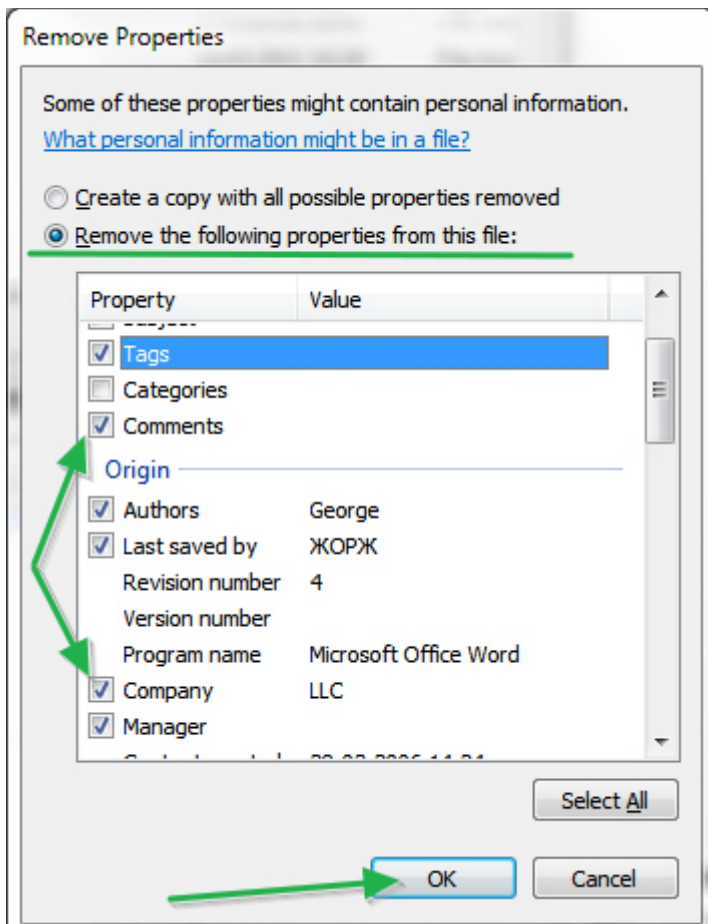 Remove Properties
Some of these properties might contain personal information.
What personal information might be in a file?
Create a copy with all possible properties removed
Remove the following properties from this file:
Property Value
Tags
Categories
Comments
Origin
Authors George
Last saved by ЖОРЖ
Revision number 4
Version number
Program name Microsoft Office Word
Company LLC
Manager
Select All
OK Cancel